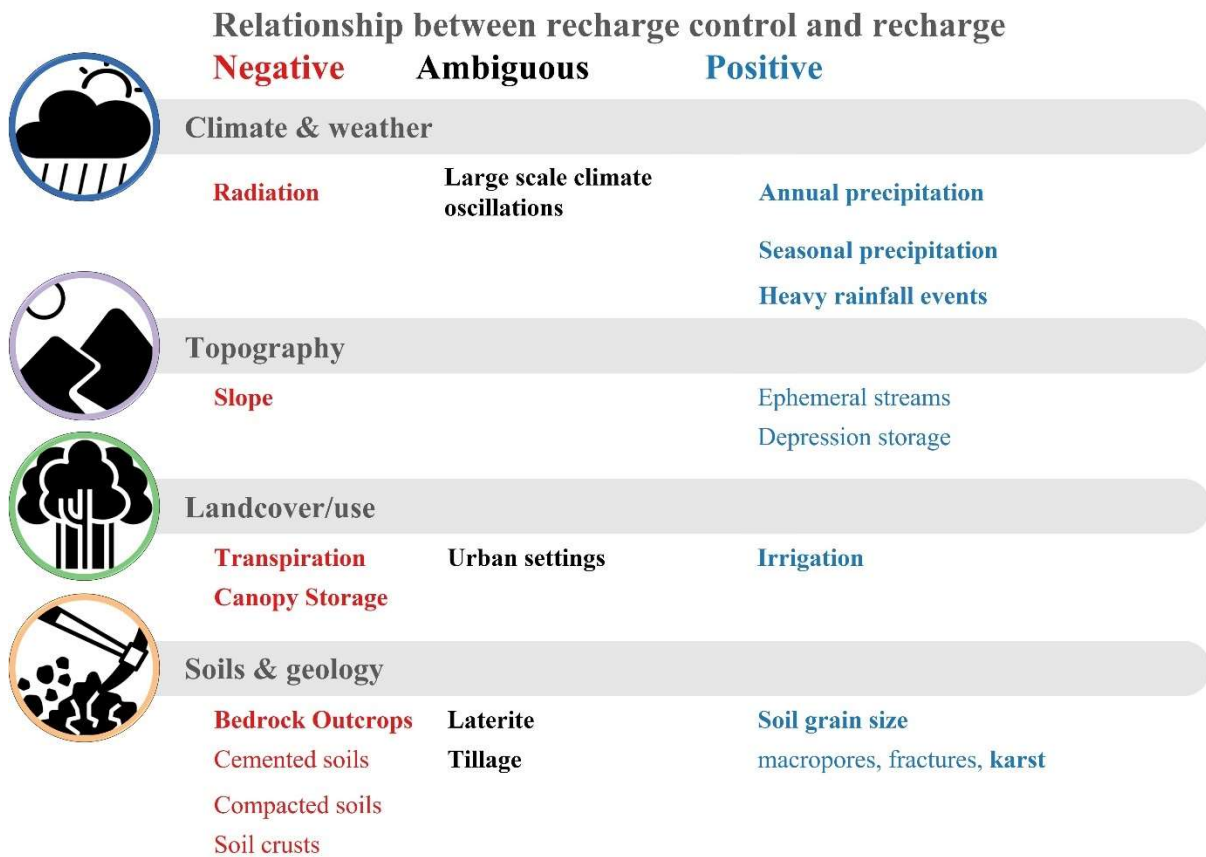 Relationship between recharge control and recharge
Negative Ambiguous Positive
Climate & weather
Radiation Large scale climate oscillations Annual precipitation
Seasonal precipitation
Heavy rainfall events
Topography
Slope Ephemeral streams
Depression storage
Landcover/use
Transpiration Urban settings Irrigation
Canopy Storage
Soils & geology
Bedrock Outcrops Laterite Soil grain size
Cemented soils Tillage macropores, fractures, karst
Compacted soils
Soil crusts